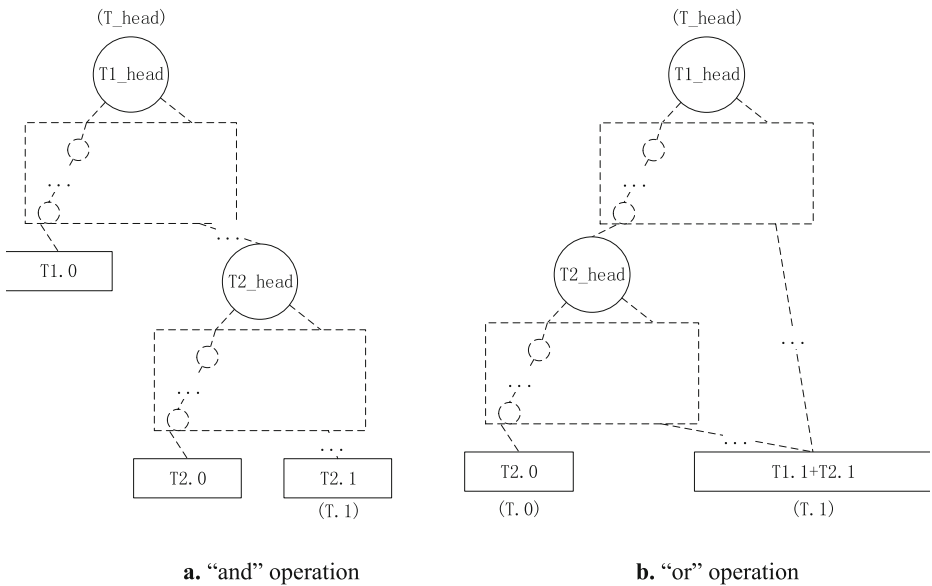 (T_head)
T1_head
...
...
T1.0
T2_head
...
...
T2.0
T2.1
(T.1)
a. “and” operation
(T_head)
T1_head
...
T2_head
...
...
...
T2.0
T1.1+T2.1
(T.0)
(T.1)
b. “or” operation